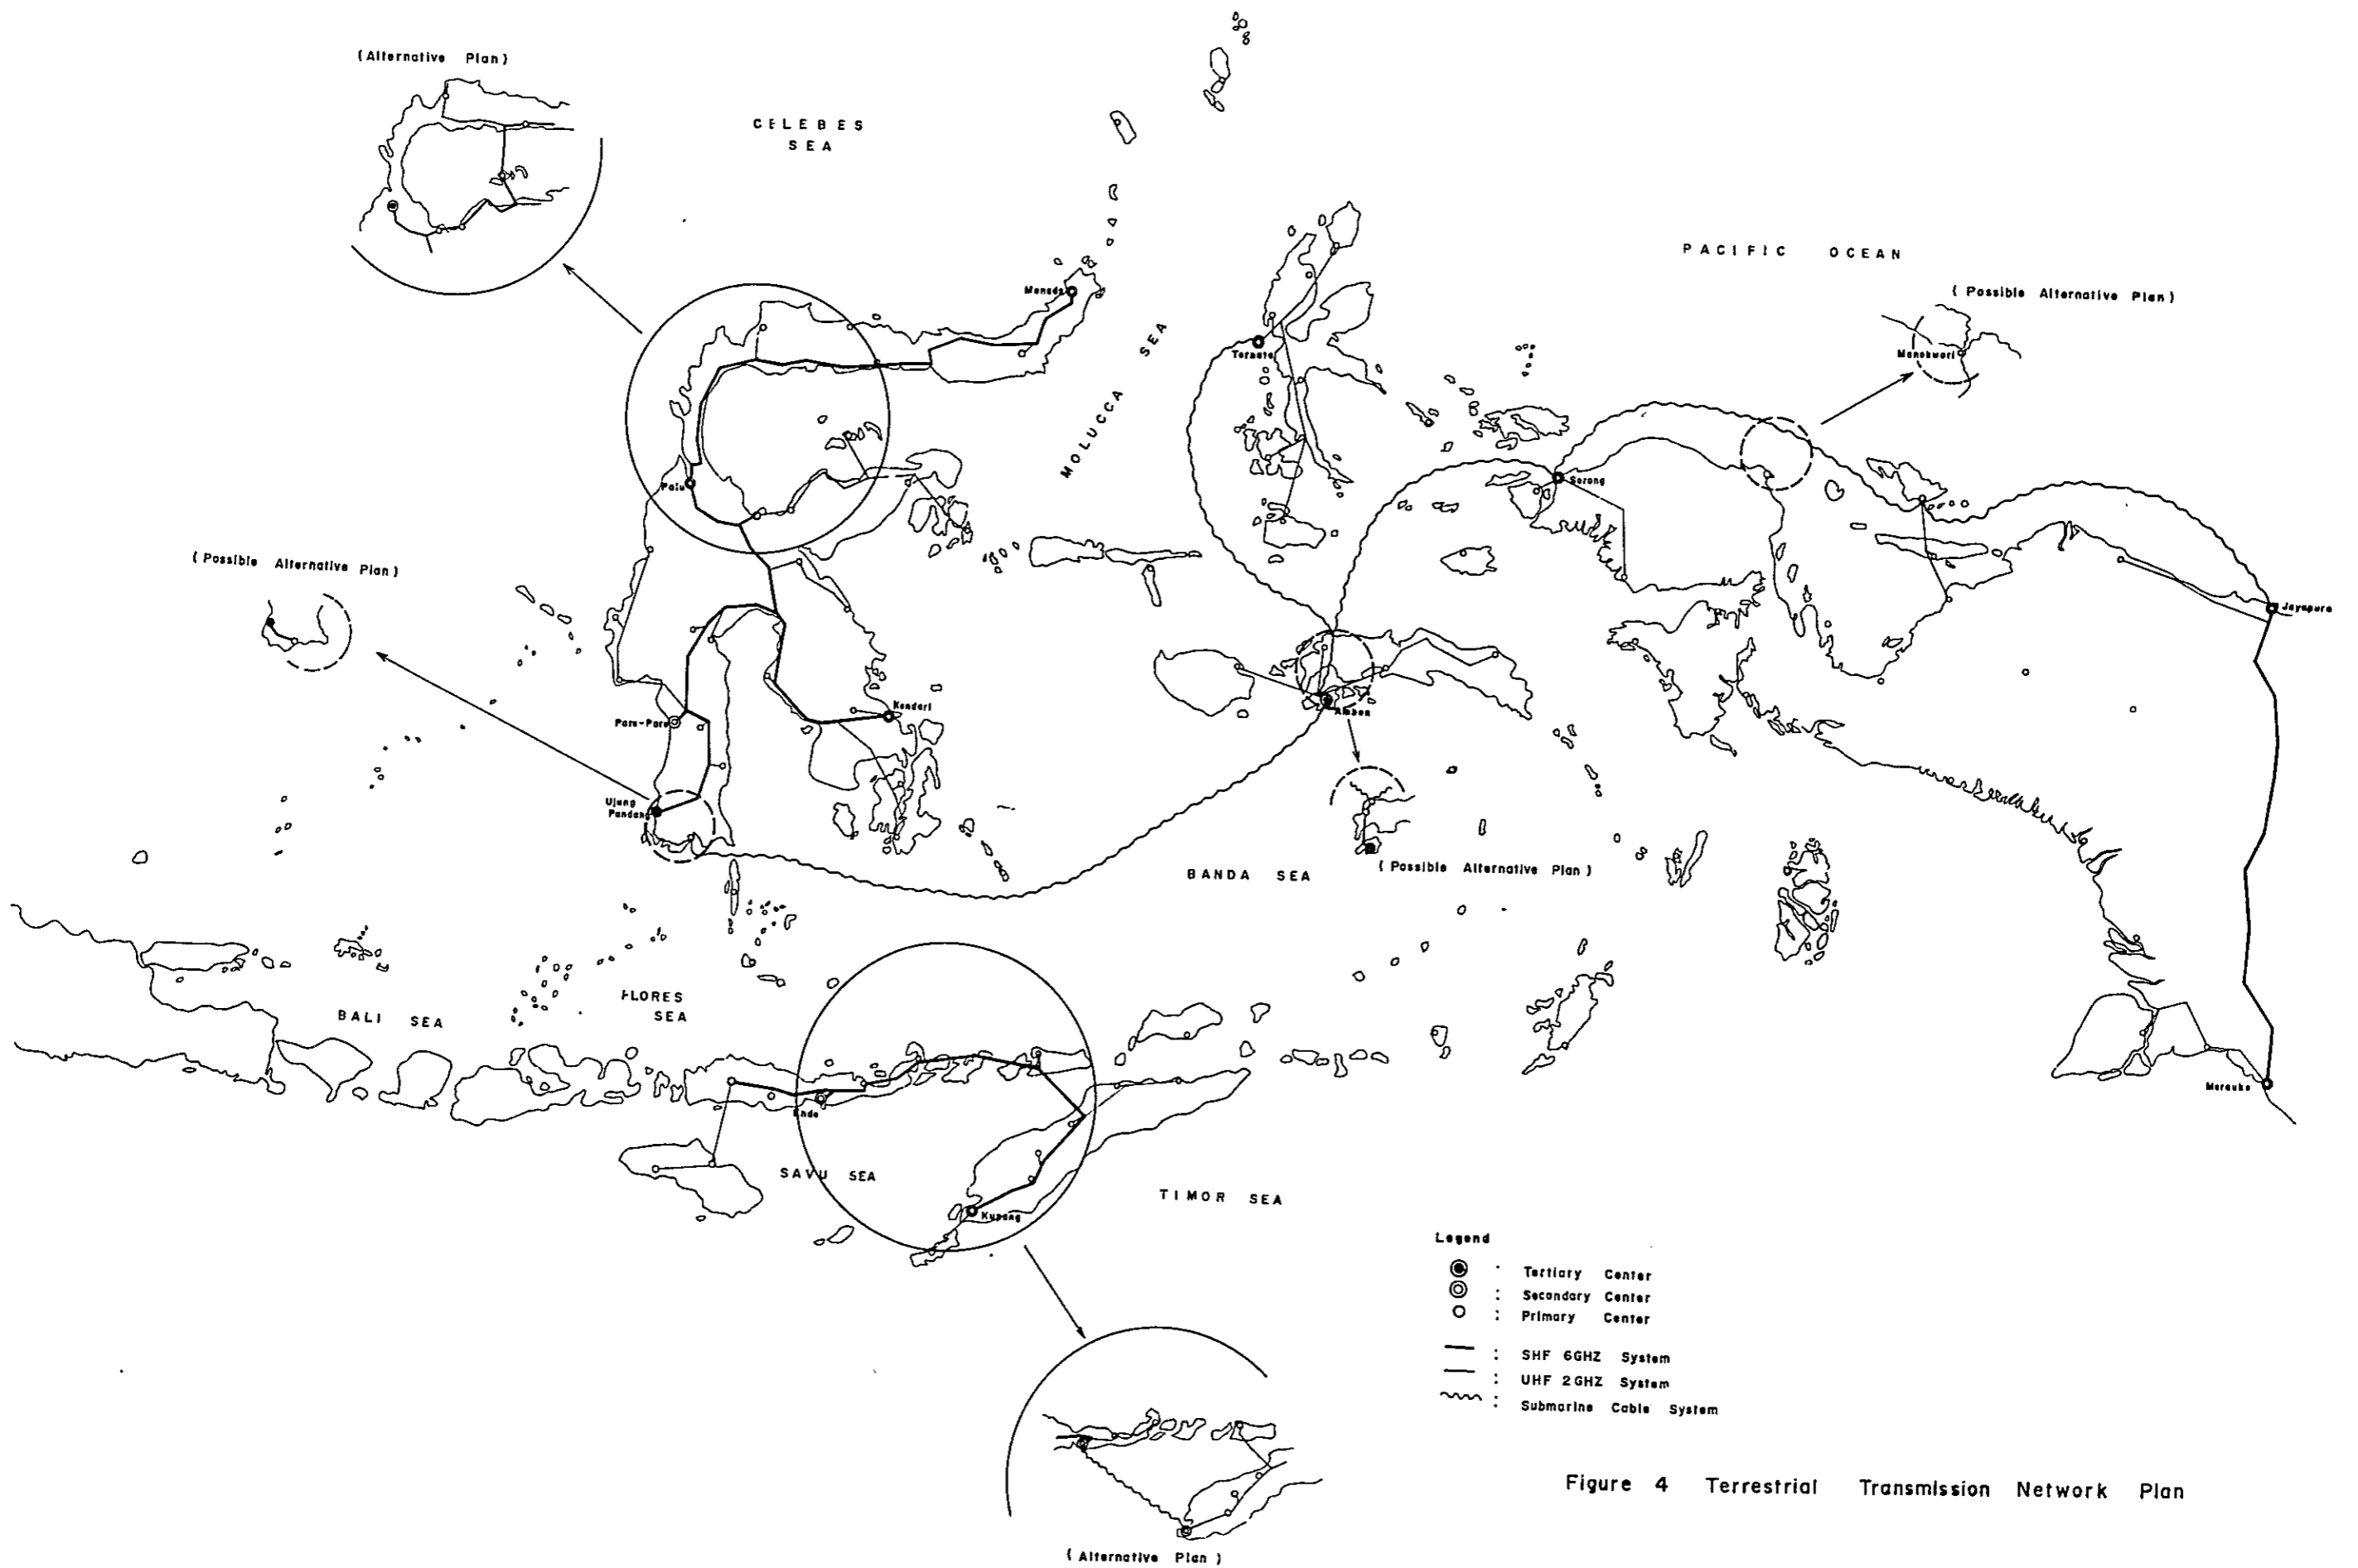 (Alternative Plan)
CELEBES
SEA
PACIFIC OCEAN
(Possible Alternative Plan)
Manokwari
Manado
MOLUCCA SEA
Ternate
Palu
Sorong
(Possible Alternative Plan)
Jayapura
Pare-Pare
Kendari
Ambon
Ujung
Pandang
BANDA SEA
(Possible Alternative Plan)
FLORES
SEA
BALI SEA
Ende
Merauke
SAVU SEA
TIMOR SEA
Kupang
Legend
: Tertiary Center
: Secondary Center
: Primary Center
: SHF 6GHZ System
: UHF 2GHZ System
: Submarine Cable System
Figure 4 Terrestrial Transmission Network Plan
(Alternative Plan)